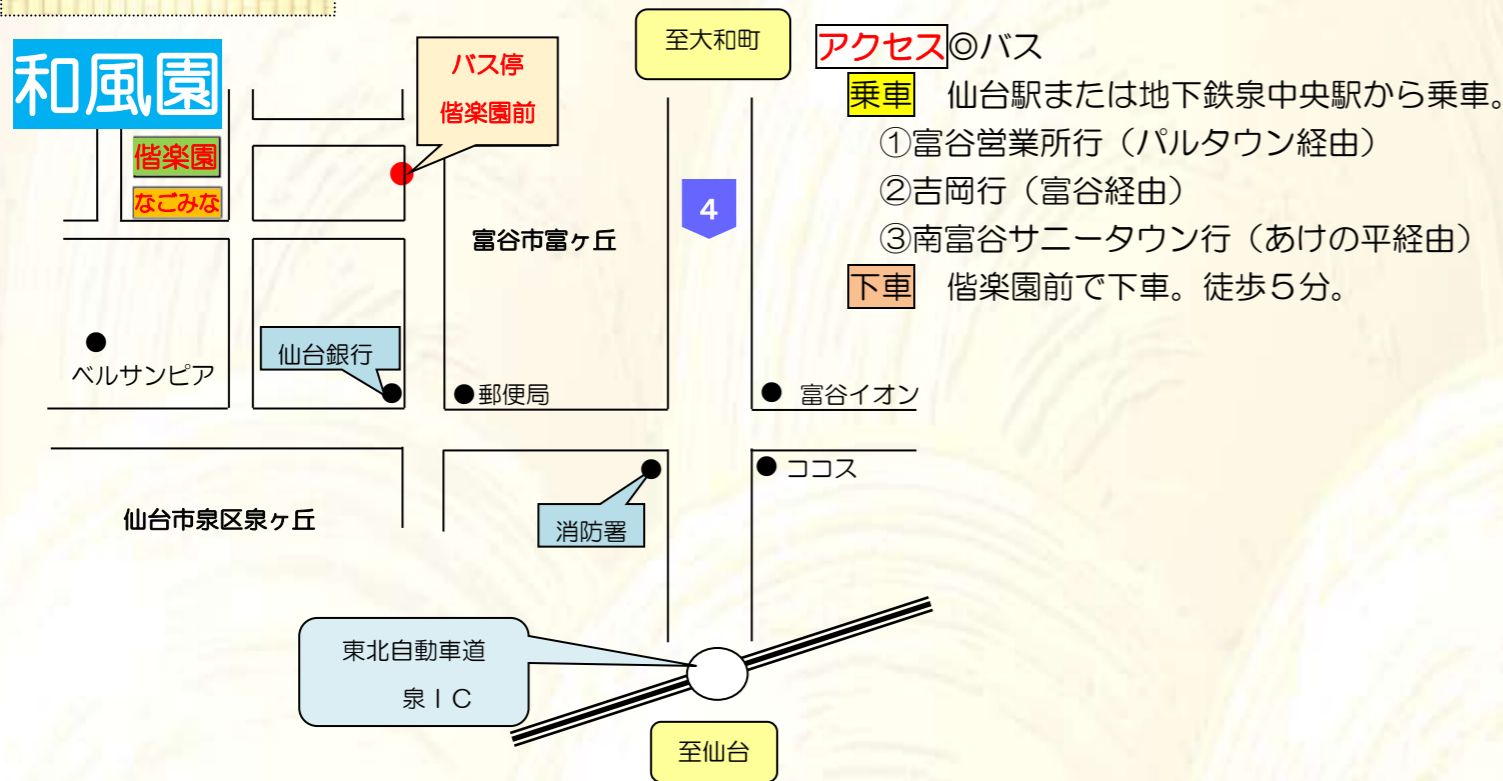 和風園
バス停
偕楽園前
至大和町
アクセス◎バス
乗車 仙台駅または地下鉄泉中央駅から乗車。
①富谷営業所行（パルタウン経由）
②吉岡行（富谷経由）
③南富谷サニータウン行（あけの平経由）
下車 偕楽園前で下車。徒歩５分。
偕楽園
なごみな
4
富谷市富ヶ丘
ベルサンピア
仙台銀行
郵便局
富谷イオン
ココス
消防署
仙台市泉区泉ヶ丘
東北自動車道
泉ＩＣ
至仙台